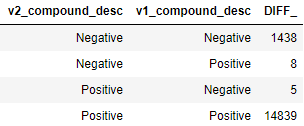 v2_compound_desc v1_compound_desc DIFF_
Negative Negative 1438
Negative Positive 8
Positive Negative 5
Positive Positive 14839